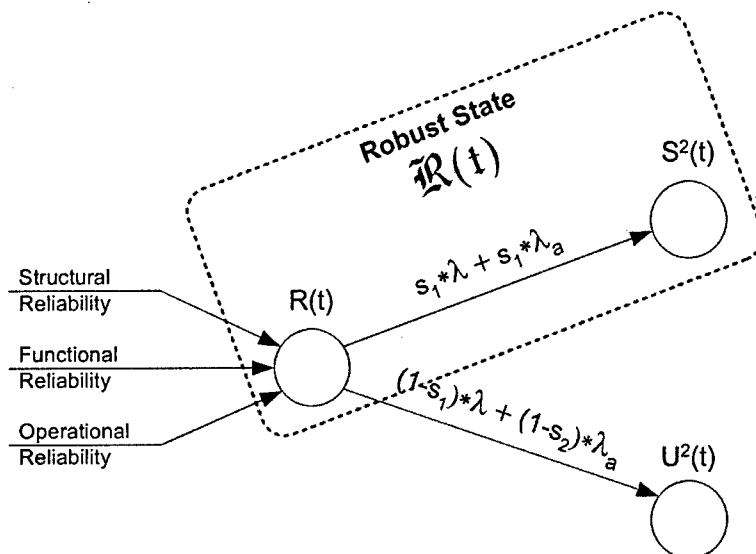 Robust State
ℜ(t)
S²(t)
s₁*λ + s₁*λₐ
Structural
Reliability
R(t)
Functional
Reliability
(1-s₁)*λ + (1-s₂)*λₐ
Operational
Reliability
U²(t)